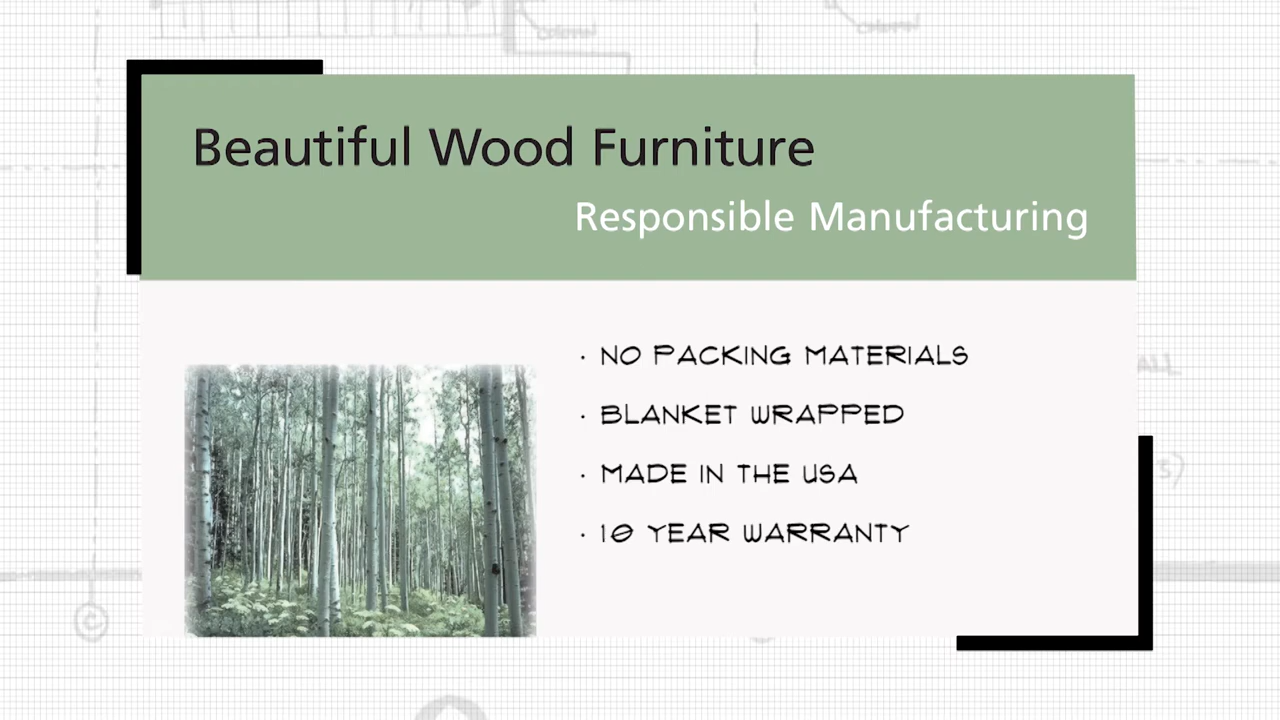 Beautiful Wood Furniture
Responsible Manufacturing
· NO PACKING MATERIALS
· BLANKET WRAPPED
· MADE IN THE USA
· 10 YEAR WARRANTY
©